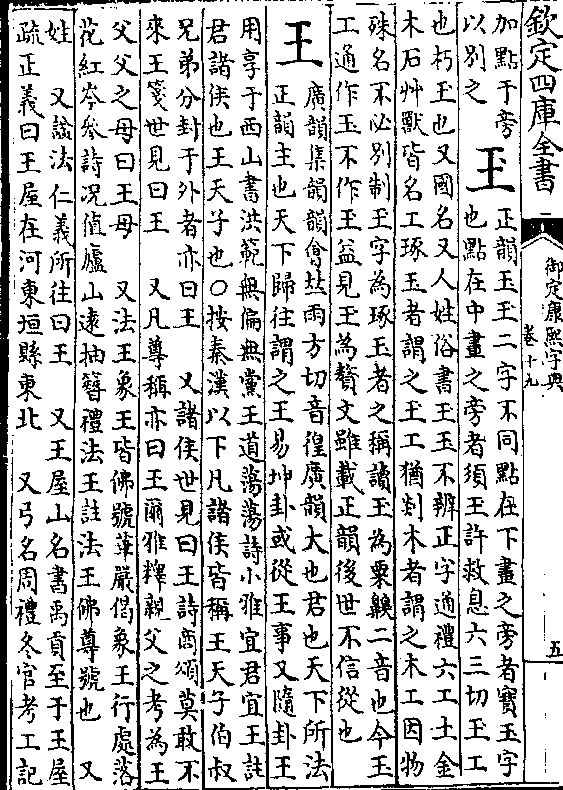 欽定四庫全書
御定康熙字典
卷十九
五
加點于旁
以別之
玊
正韻玉玊二字不同點在下畫之旁者寶玉字
也點在中畫之旁者須玊許救息六三切玊工
也朽玉也又國名又人姓俗書玊玉不辨正字通禮六工土金
木石艸獸皆名工琢玉者謂之玊工猶刲木者謂之木工因物
殊名不必別制玊字為琢玉者之稱讀玉為粟䫏二音也今玉
工通作玉不作玊益見玊為贅文雖載正韻後世不信從也
王
廣韻集韻韻會𠀤雨方切音徨廣韻大也君也天下所法
正韻主也天下歸往謂之王易坤卦或從王事又隨卦王
用享于西山書洪範無偏無黨王道蕩蕩詩小雅宜君宜王註
君諸侯也王天子也○按秦漢以下凡諸侯皆稱王天子伯叔
兄弟分封于外者亦曰王 又諸侯世見曰王詩商頌莫敢不
來王箋世見曰王 又凡尊稱亦曰王爾雅釋親父之考為王
父父之母曰王母 又法王象王皆佛號華嚴偈象王行處落
花紅岑參詩況值廬山遠抽簪禮法王註法王佛尊號也 又
姓 又諡法仁義所往曰王 又王屋山名書禹貢至于王屋
疏正義曰王屋在河東垣縣東北 又弓名周禮冬官考工記